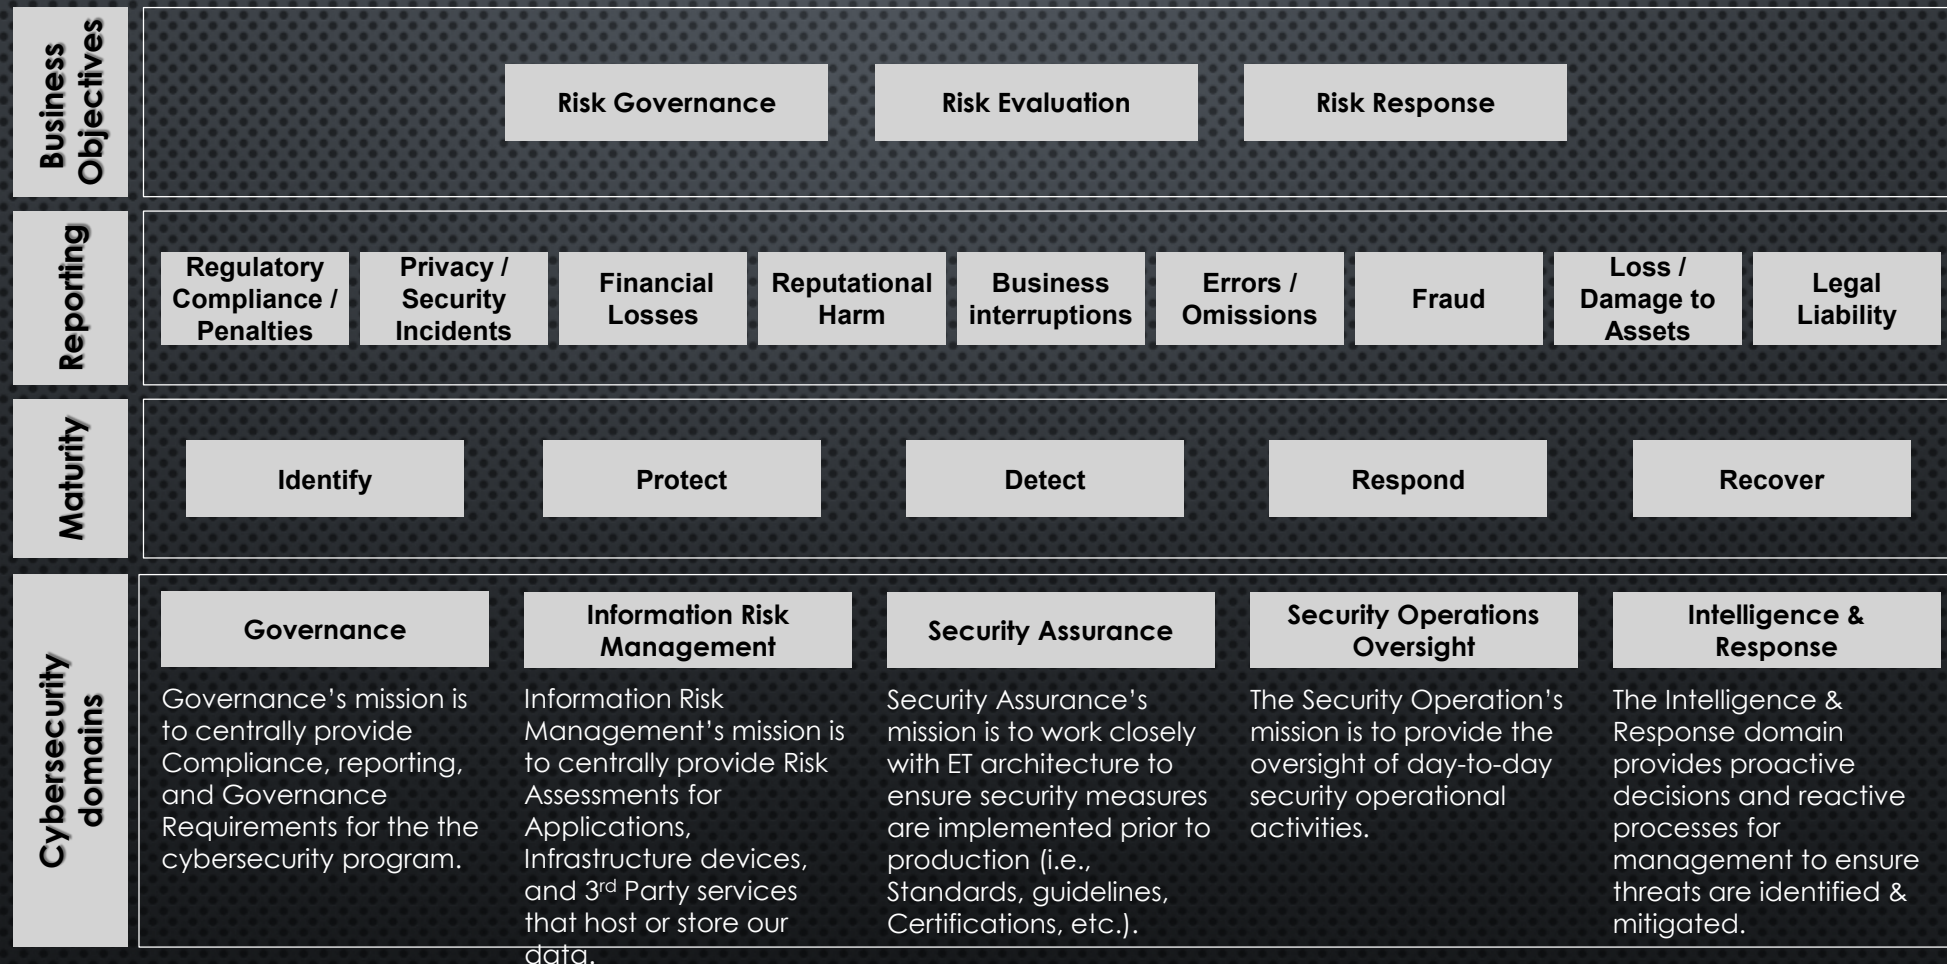 Business
Objectives
Risk Governance
Risk Evaluation
Risk Response
Reporting
Regulatory
Compliance /
Penalties
Privacy /
Security
Incidents
Financial
Losses
Reputational
Harm
Business
interruptions
Errors /
Omissions
Fraud
Loss /
Damage to
Assets
Legal
Liability
Maturity
Identify
Protect
Detect
Respond
Recover
Cybersecurity
domains
Governance
Governance’s mission is
to centrally provide
Compliance, reporting,
and Governance
Requirements for the the
cybersecurity program.
Information Risk
Management
Information Risk
Management’s mission is
to centrally provide Risk
Assessments for
Applications,
Infrastructure devices,
and 3rd Party services
that host or store our
data.
Security Assurance
Security Assurance’s
mission is to work closely
with ET architecture to
ensure security measures
are implemented prior to
production (i.e.,
Standards, guidelines,
Certifications, etc.).
Security Operations
Oversight
The Security Operation’s
mission is to provide the
oversight of day-to-day
security operational
activities.
Intelligence &
Response
The Intelligence &
Response domain
provides proactive
decisions and reactive
processes for
management to ensure
threats are identified &
mitigated.